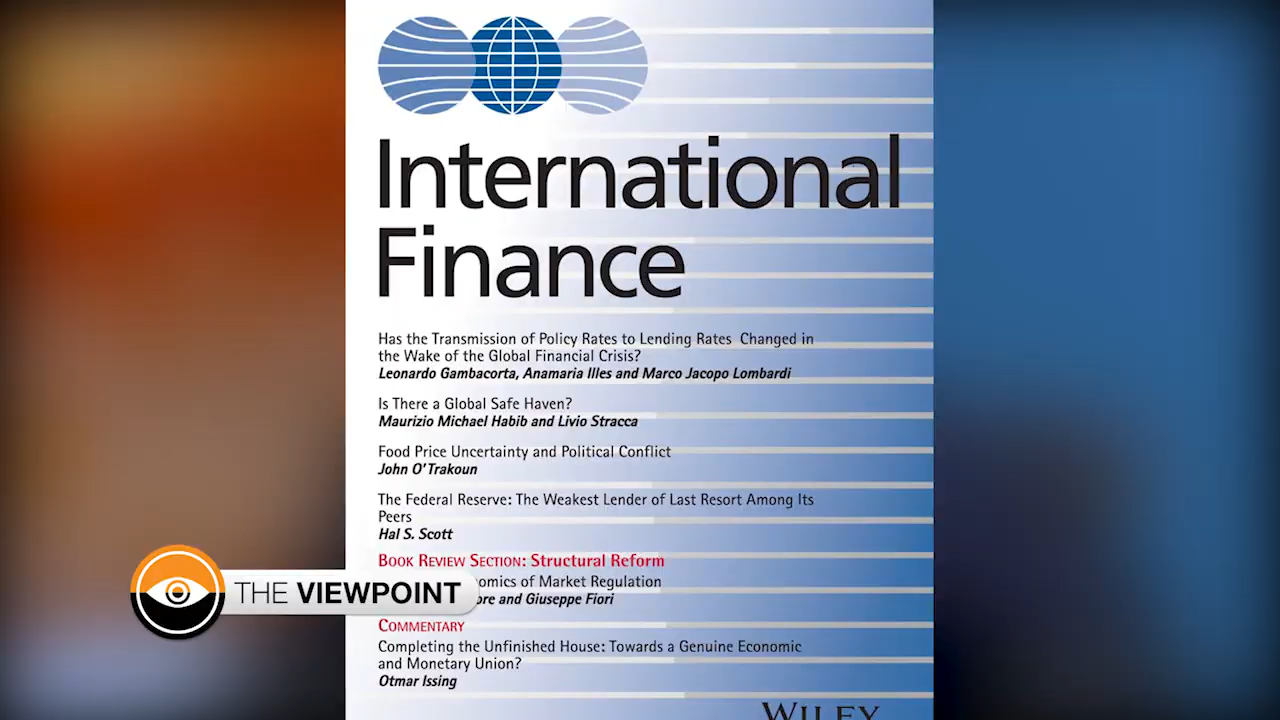 International
Finance
Has the Transmission of Policy Rates to Lending Rates Changed in
the Wake of the Global Financial Crisis?
Leonardo Gambacorta, Anamaria Illes and Marco Jacopo Lombardi
Is There a Global Safe Haven?
Maurizio Michael Habib and Livio Stracca
Food Price Uncertainty and Political Conflict
John O'Trakoun
The Federal Reserve: The Weakest Lender of Last Resort Among Its
Peers
Hal S. Scott
BOOK REVIEW SECTION: Structural Reform
of Market Regulation
and Giuseppe Fiori
THE VIEWPOINT
COMMENTARY
Completing the Unfinished House: Towards a Genuine Economic
and Monetary Union?
Otmar Issing
WILEY